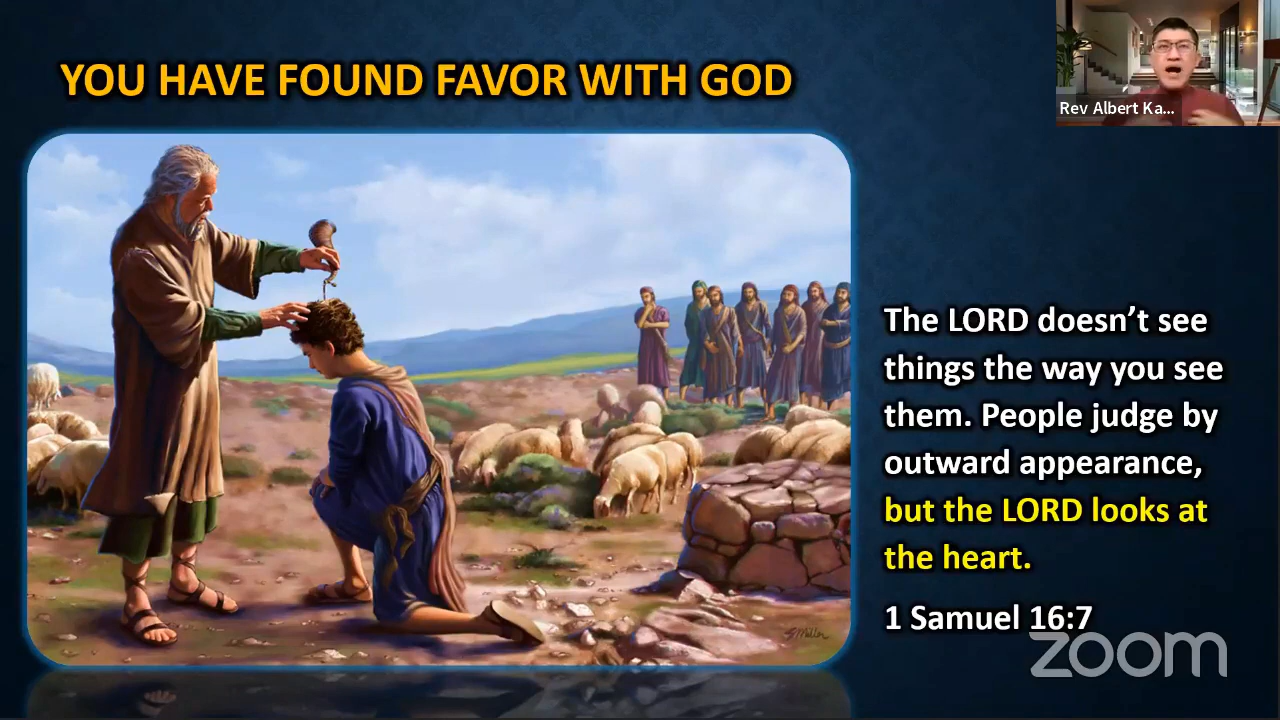 YOU HAVE FOUND FAVOR WITH GOD
Rev Albert Ka...
The LORD doesn’t see
things the way you see
them. People judge by
outward appearance,
but the LORD looks at
the heart.
1 Samuel 16:7
zoom